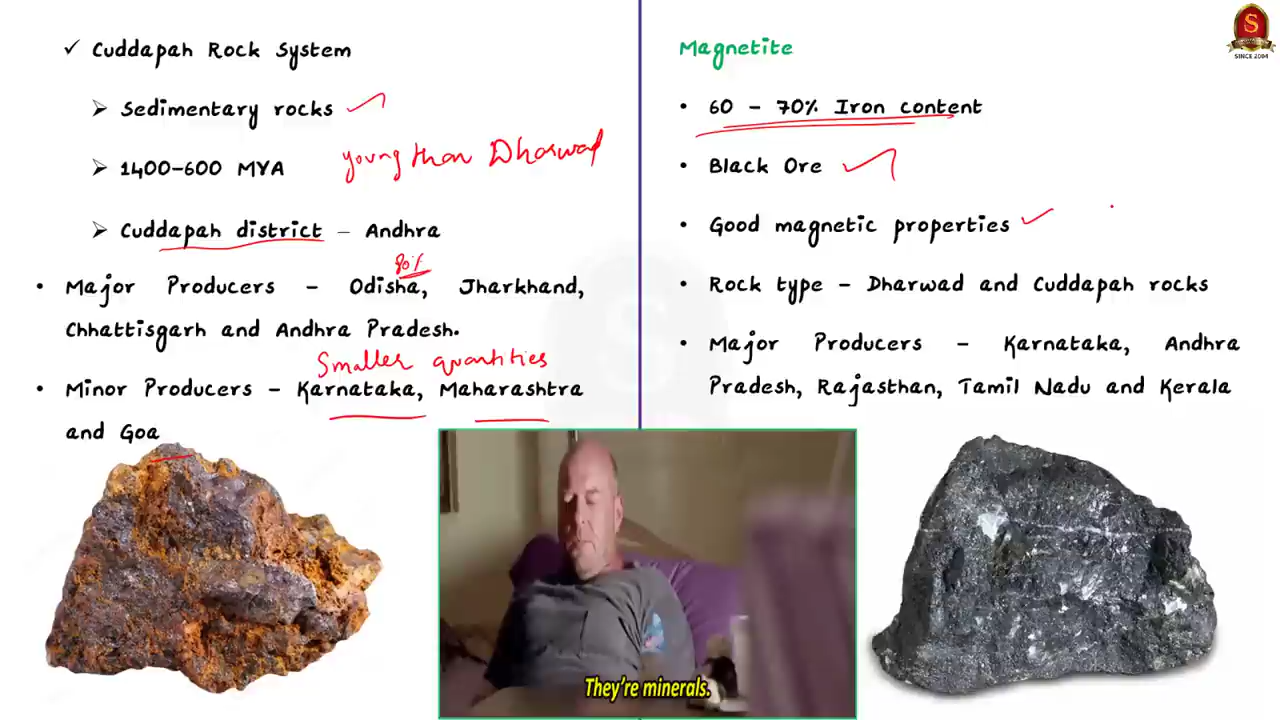 ✓ Cuddapah Rock System
➤ Sedimentary rocks
➤ 1400-600 MYA young than Dharwad
➤ Cuddapah district – Andhra
90%
• Major Producers – Odisha, Jharkhand,
Chhattisgarh and Andhra Pradesh.
Smaller quantities
• Minor Producers – Karnataka, Maharashtra
and Goa
Magnetite
• 60 – 70% Iron content
• Black Ore
• Good magnetic properties
• Rock type – Dharwad and Cuddapah rocks
• Major Producers – Karnataka, Andhra
Pradesh, Rajasthan, Tamil Nadu and Kerala
They're minerals.
S
SINCE 2004